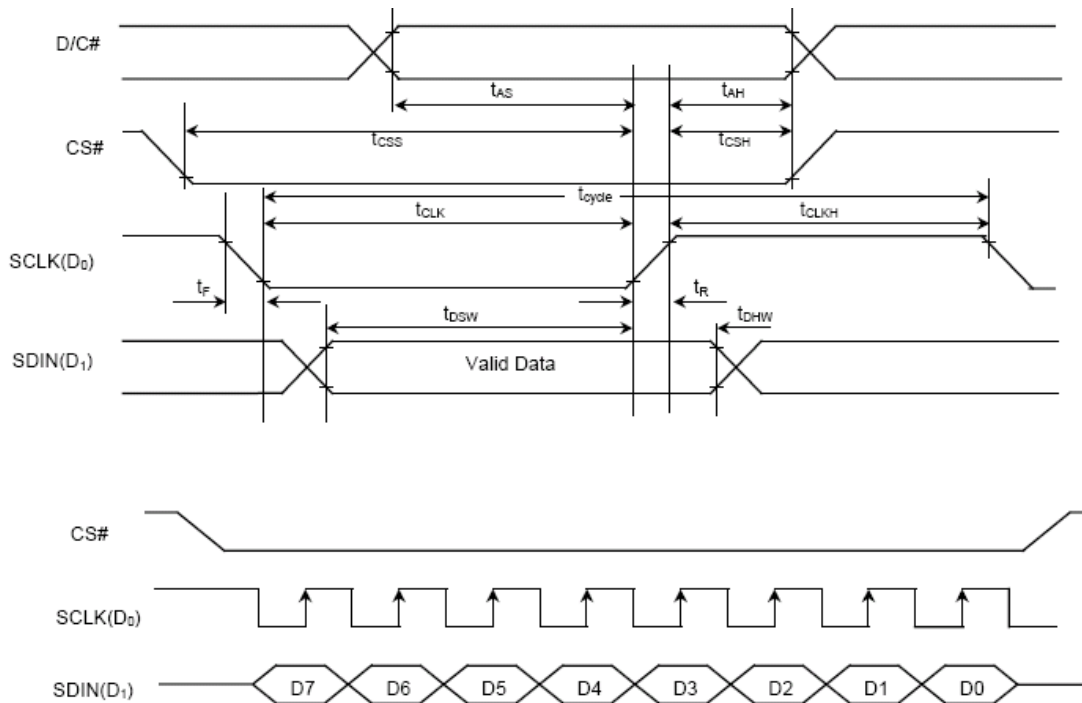 D/C#
tAS
tAH
CS#
tCSS
tCSH
tcycle
tCLK
tCLKH
SCLK(D0)
tF
tR
tDSW
tDHW
SDIN(D1)
Valid Data
CS#
SCLK(D0)
SDIN(D1)
D7 D6 D5 D4 D3 D2 D1 D0